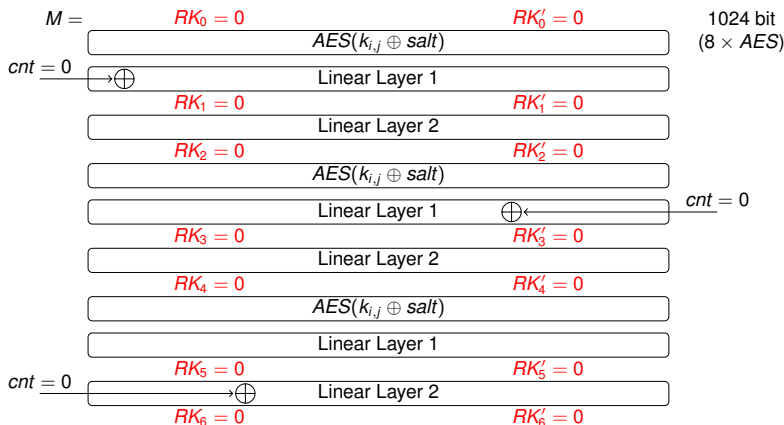 M = RK₀ = 0 RK′₀ = 0 1024 bit
AES(kᵢ,ⱼ ⊕ salt) (8 × AES)
cnt = 0 Linear Layer 1
RK₁ = 0 RK′₁ = 0
Linear Layer 2
RK₂ = 0 RK′₂ = 0
AES(kᵢ,ⱼ ⊕ salt)
Linear Layer 1 cnt = 0
RK₃ = 0 RK′₃ = 0
Linear Layer 2
RK₄ = 0 RK′₄ = 0
AES(kᵢ,ⱼ ⊕ salt)
Linear Layer 1
RK₅ = 0 RK′₅ = 0
cnt = 0 Linear Layer 2
RK₆ = 0 RK′₆ = 0